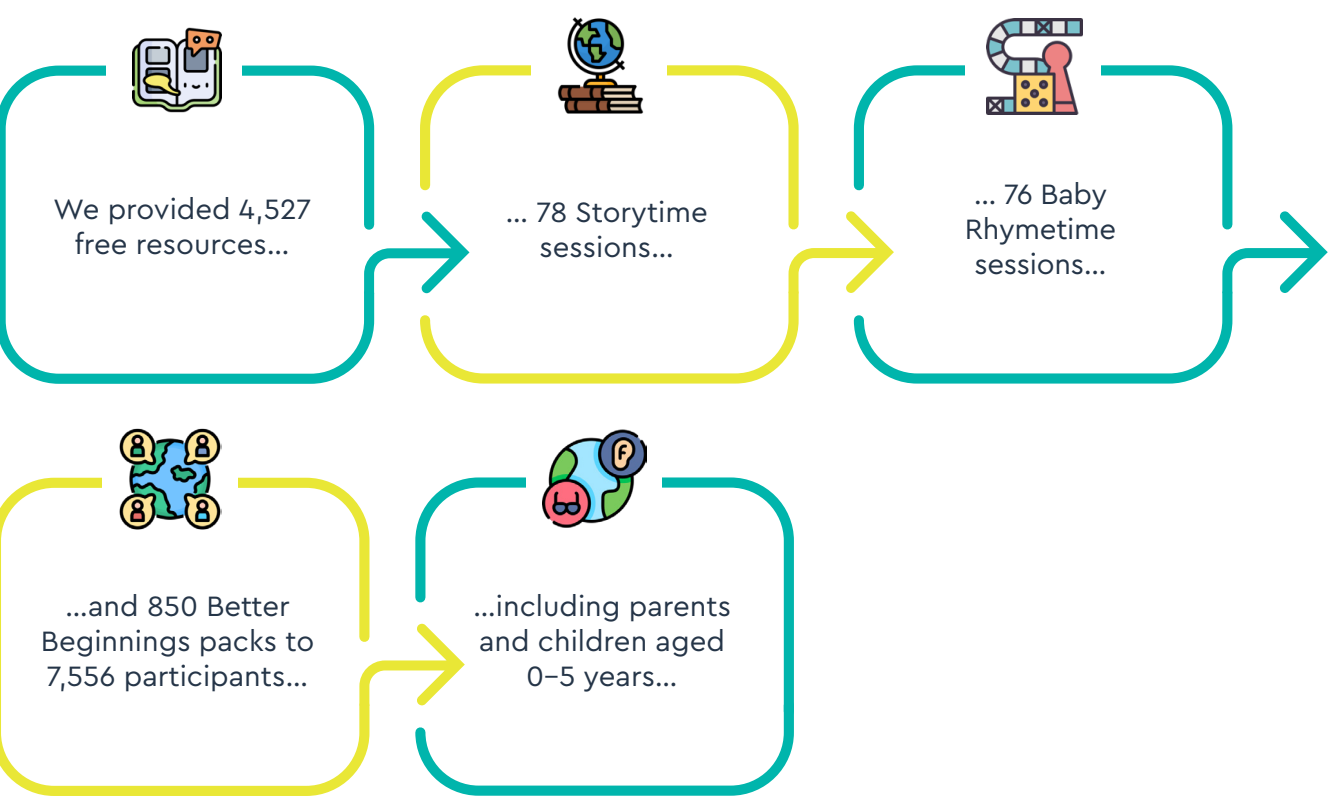 We provided 4,527
free resources...
... 78 Storytime
sessions...
... 76 Baby
Rhymetime
sessions...
...and 850 Better
Beginnings packs to
7,556 participants...
...including parents
and children aged
0–5 years...